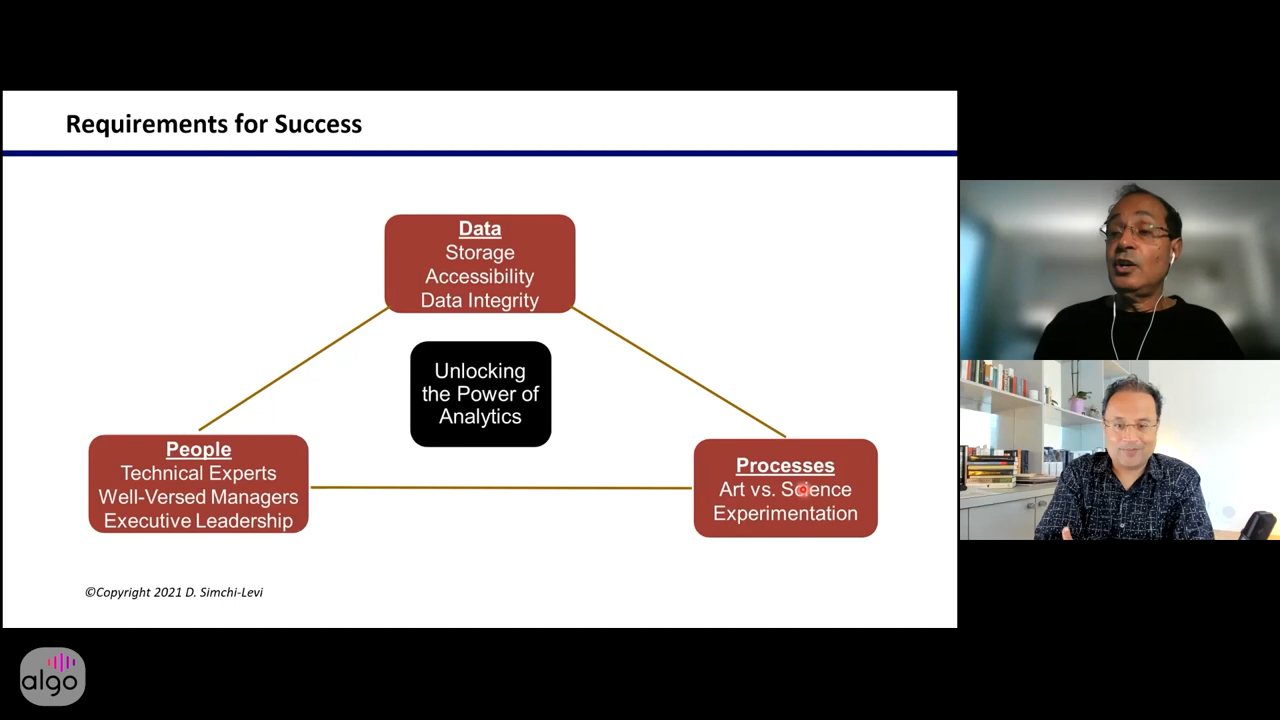 Requirements for Success
Data
Storage
Accessibility
Data Integrity
Unlocking
the Power of
Analytics
People
Technical Experts
Well-Versed Managers
Executive Leadership
Processes
Art vs. Science
Experimentation
©Copyright 2021 D. Simchi-Levi
algo